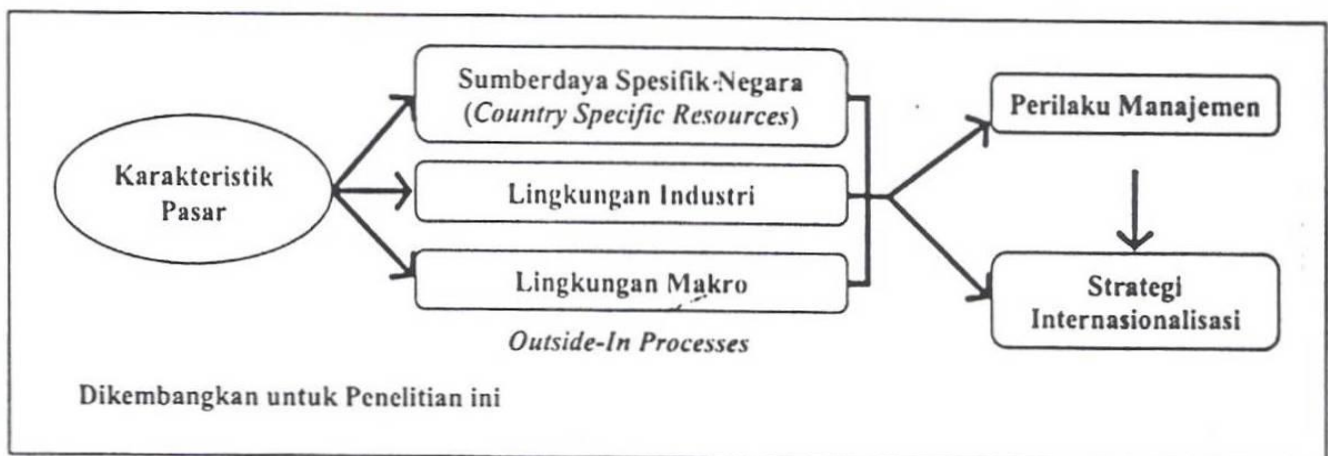 Karakteristik
Pasar
Sumberdaya Spesifik-Negara
(Country Specific Resources)
Lingkungan Industri
Lingkungan Makro
Outside-In Processes
Perilaku Manajemen
Strategi
Internasionalisasi
Dikembangkan untuk Penelitian ini